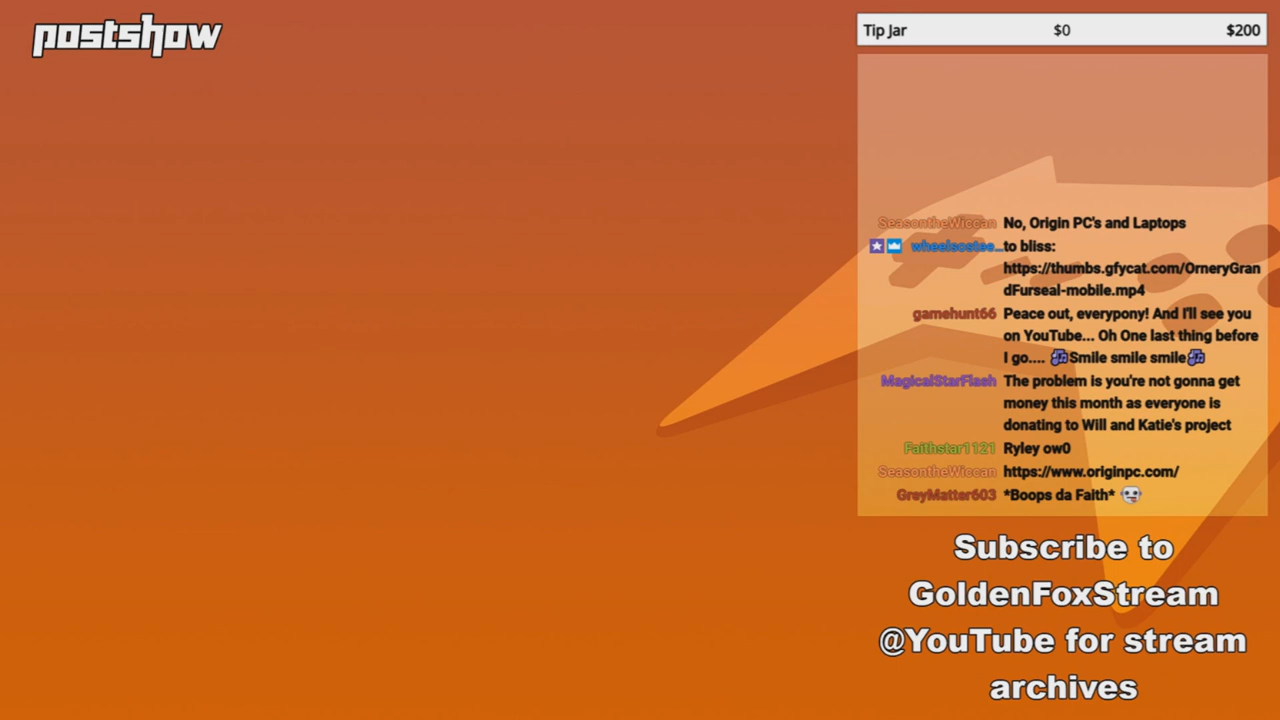 postshow
Tip Jar $0 $200
SeasontheWiccan No, Origin PC's and Laptops
wheelsostee... to bliss:
https://thumbs.gfycat.com/OrneryGran
dFurseal-mobile.mp4
gamehunt66 Peace out, everypony! And I'll see you
on YouTube... Oh One last thing before
I go.... 🎶Smile smile smile🎶
MagicalStarFlash The problem is you're not gonna get
money this month as everyone is
donating to Will and Katie's project
Faithstar1121 Ryley ow0
SeasontheWiccan https://www.originpc.com/
GreyMatter603 *Boops da Faith*
Subscribe to
GoldenFoxStream
@YouTube for stream
archives